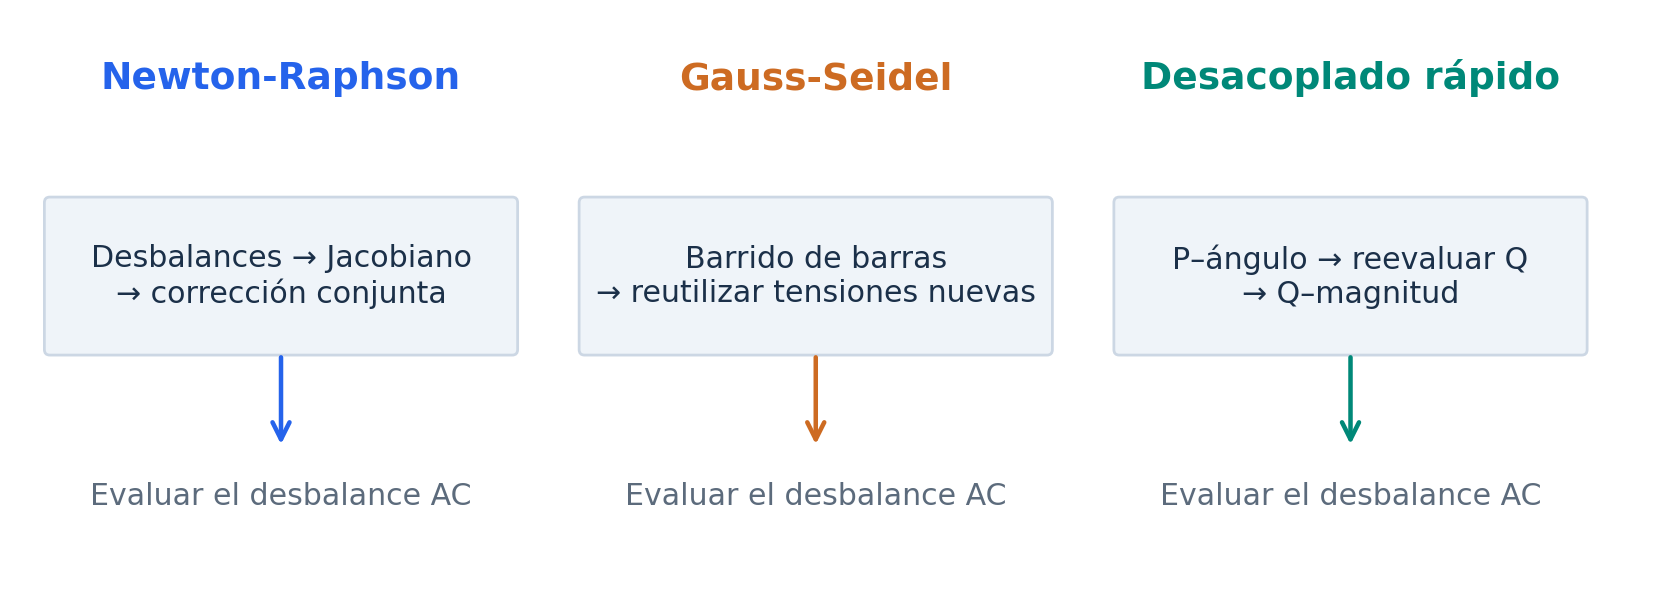 Newton-Raphson
Desbalances → Jacobiano
→ corrección conjunta
Evaluar el desbalance AC
Gauss-Seidel
Barrido de barras
→ reutilizar tensiones nuevas
Evaluar el desbalance AC
Desacoplado rápido
P–ángulo → reevaluar Q
→ Q–magnitud
Evaluar el desbalance AC